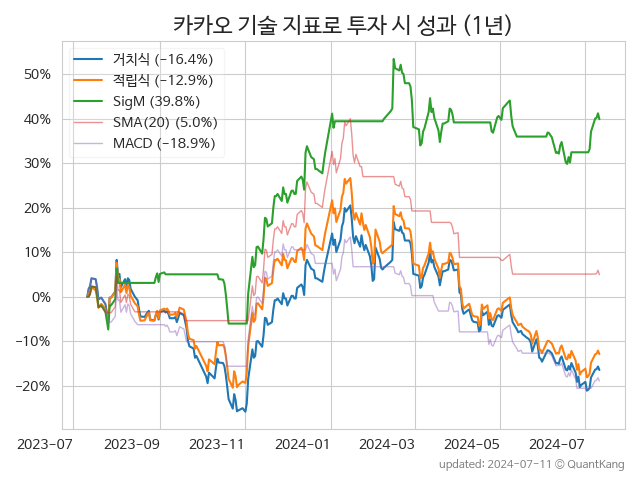 카카오 기술 지표로 투자 시 성과 (1년)
거치식 (−16.4%)
적립식 (−12.9%)
SigM (39.8%)
SMA(20) (5.0%)
MACD (−18.9%)
50%
40%
30%
20%
10%
0%
−10%
−20%
2023-07 2023-09 2023-11 2024-01 2024-03 2024-05 2024-07
updated: 2024-07-11 ⓒ QuantKang